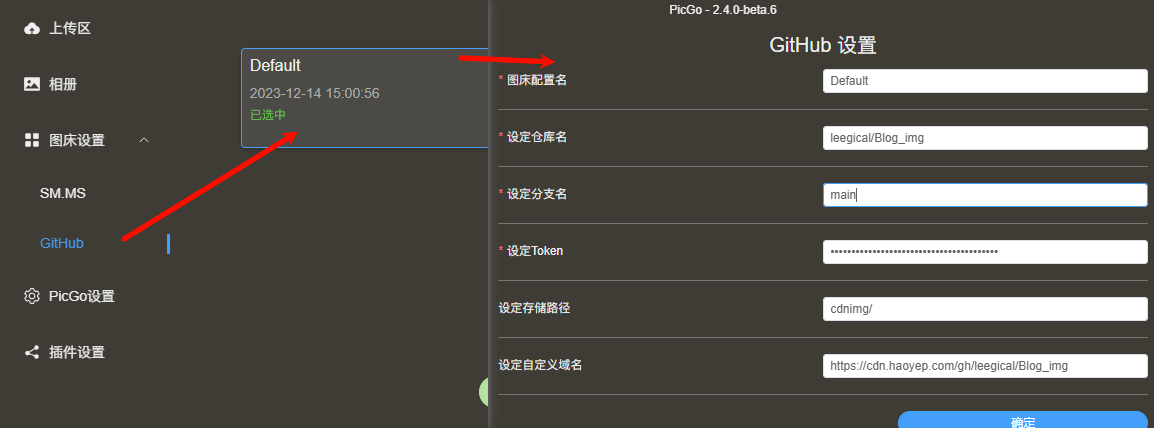 上传区
相册
图床设置
SM.MS
GitHub
PicGo设置
插件设置
Default
2023-12-14 15:00:56
已选中
PicGo - 2.4.0-beta.6
GitHub 设置
* 图床配置名 Default
* 设定仓库名 leegical/Blog_img
* 设定分支名 main
* 设定Token ••••••••••••••••••••••••••••••••••••••••
设定存储路径 cdnimg/
设定自定义域名 https://cdn.haoyep.com/gh/leegical/Blog_img
确定